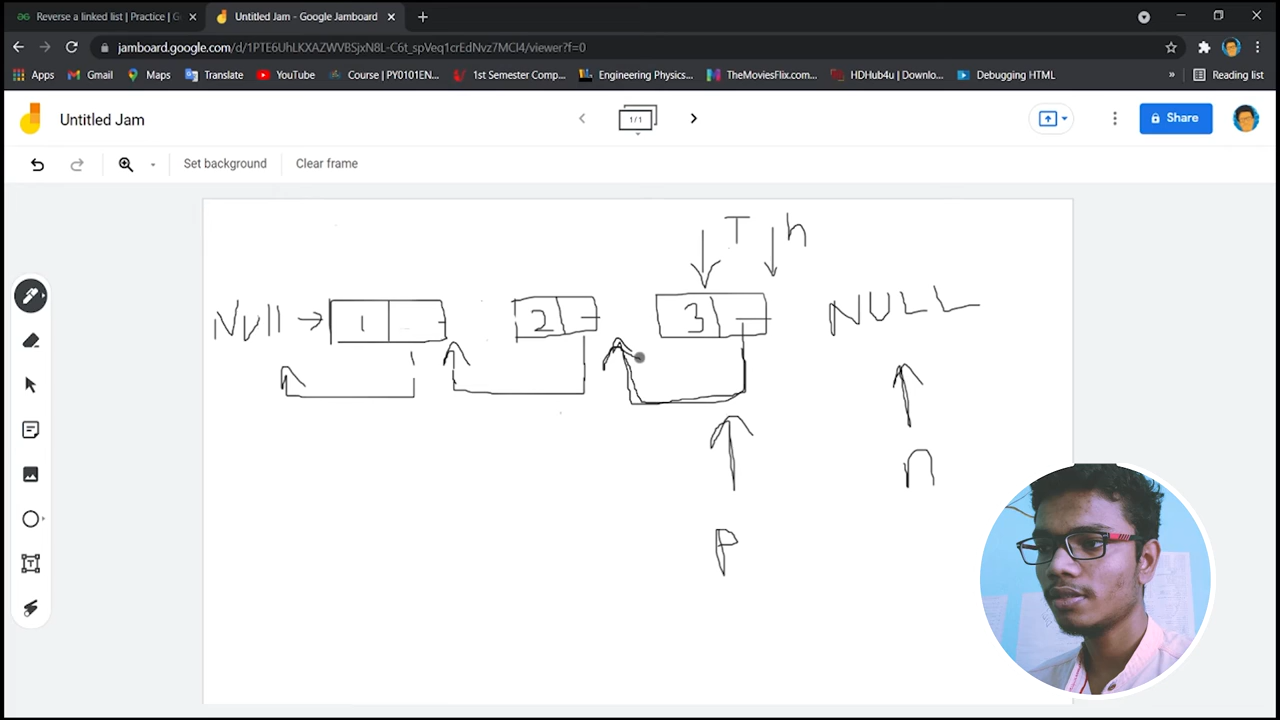 Reverse a linked list | Practice | G
Untitled Jam - Google Jamboard
jamboard.google.com/d/1PTE6UhLKXAZWVBSjxN8L-C6t_spVeq1crEdNvz7MCI4/viewer?f=0
Apps Gmail Maps Translate YouTube Course | PY0101EN... 1st Semester Comp... Engineering Physics... TheMoviesFlix.com... HDHub4u | Downlo... Debugging HTML » Reading list
Untitled Jam
1/1
Share
Set background Clear frame
T h
NUll 1 2 3 NULL
n
P